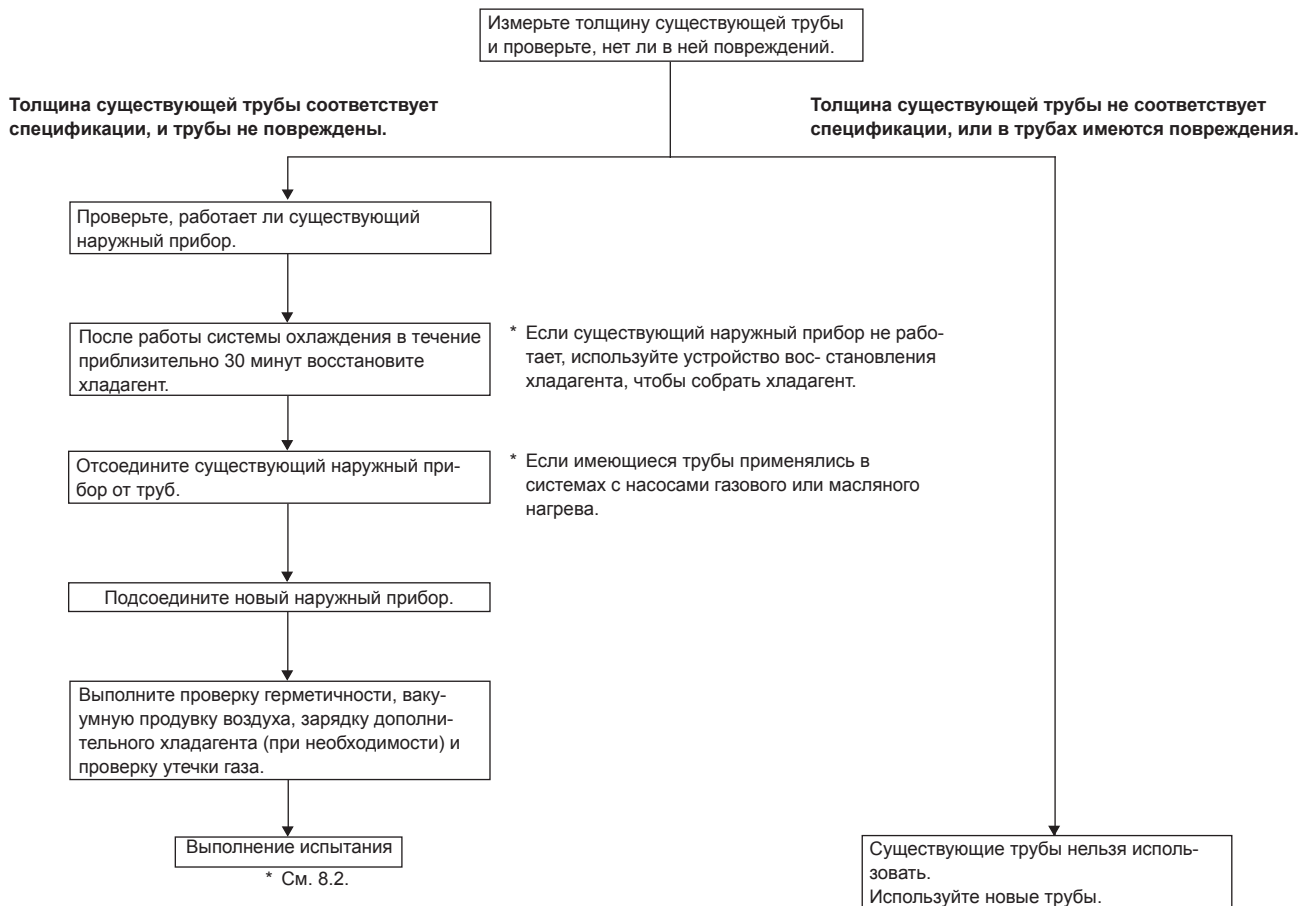 Измерьте толщину существующей трубы
и проверьте, нет ли в ней повреждений.
Толщина существующей трубы соответствует
спецификации, и трубы не повреждены.
Толщина существующей трубы не соответствует
спецификации, или в трубах имеются повреждения.
Проверьте, работает ли существующий
наружный прибор.
После работы системы охлаждения в течение
приблизительно 30 минут восстановите
хладагент.
* Если существующий наружный прибор не рабо-
тает, используйте устройство вос- становления
хладагента, чтобы собрать хладагент.
Отсоедините существующий наружный при-
бор от труб.
* Если имеющиеся трубы применялись в
системах с насосами газового или масляного
нагрева.
Подсоедините новый наружный прибор.
Выполните проверку герметичности, ваку-
умную продувку воздуха, зарядку дополни-
тельного хладагента (при необходимости) и
проверку утечки газа.
Выполнение испытания
* См. 8.2.
Существующие трубы нельзя исполь-
зовать.
Используйте новые трубы.